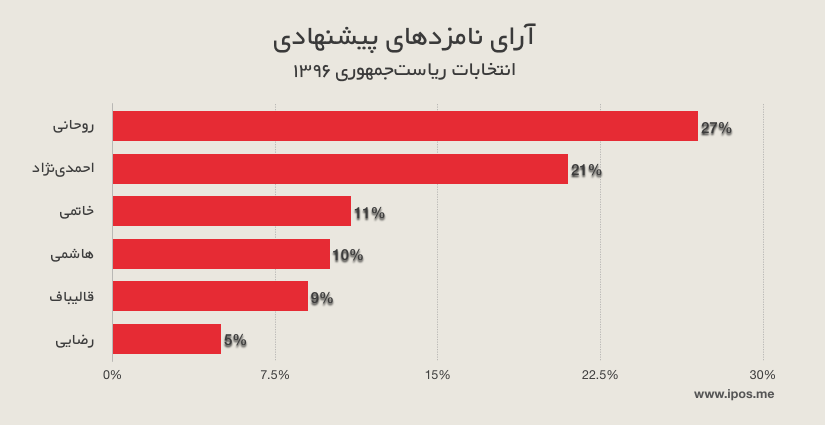 آرای نامزدهای پیشنهادی
انتخابات ریاست‌جمهوری ۱۳۹۶
روحانی 27%
احمدی‌نژاد 21%
خاتمی 11%
هاشمی 10%
قالیباف 9%
رضایی 5%
0% 7.5% 15% 22.5% 30%
www.ipos.me